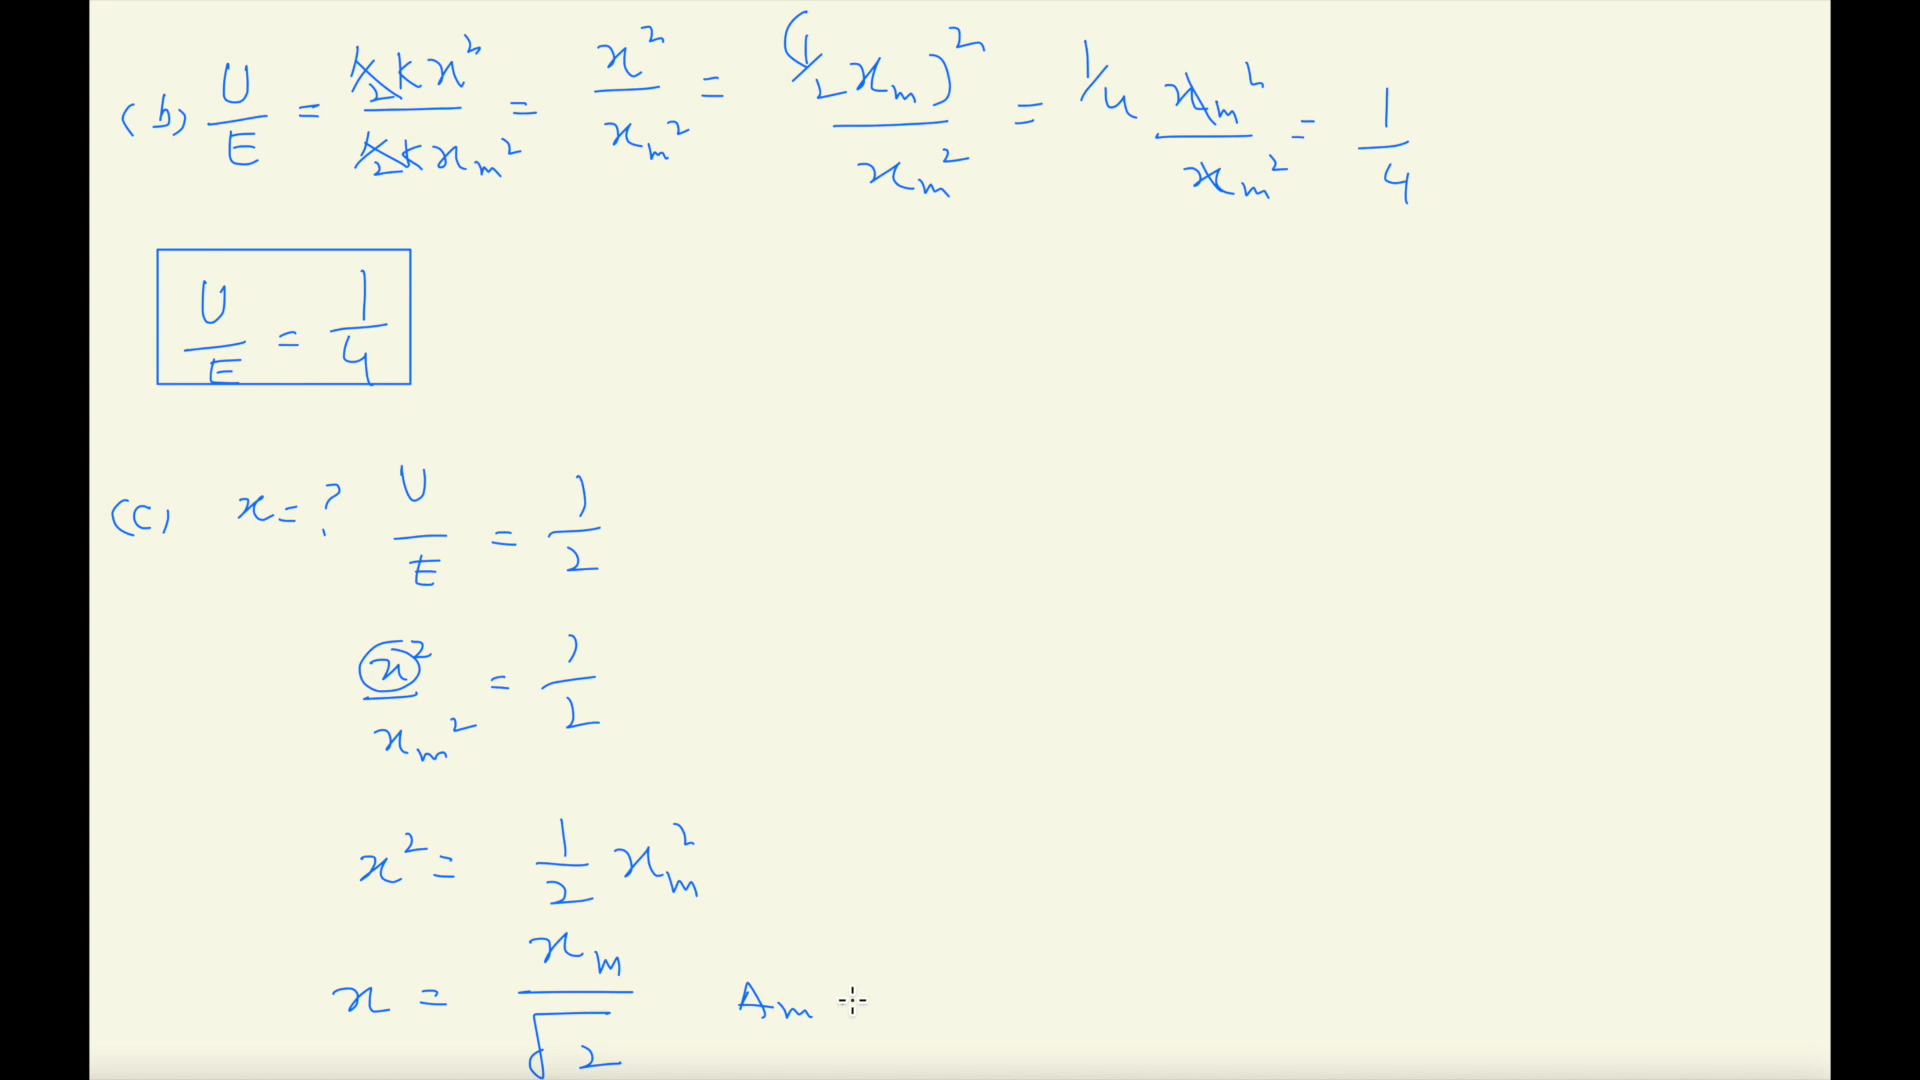 (b) U/E = ½kx²/½kxm² = x²/xm² = (½xm)²/xm² = ¼ xm²/xm² = 1/4
U/E = 1/4
(c) x = ? U/E = 1/2
x²/xm² = 1/2
x² = 1/2 xm²
x = xm/√2 Am